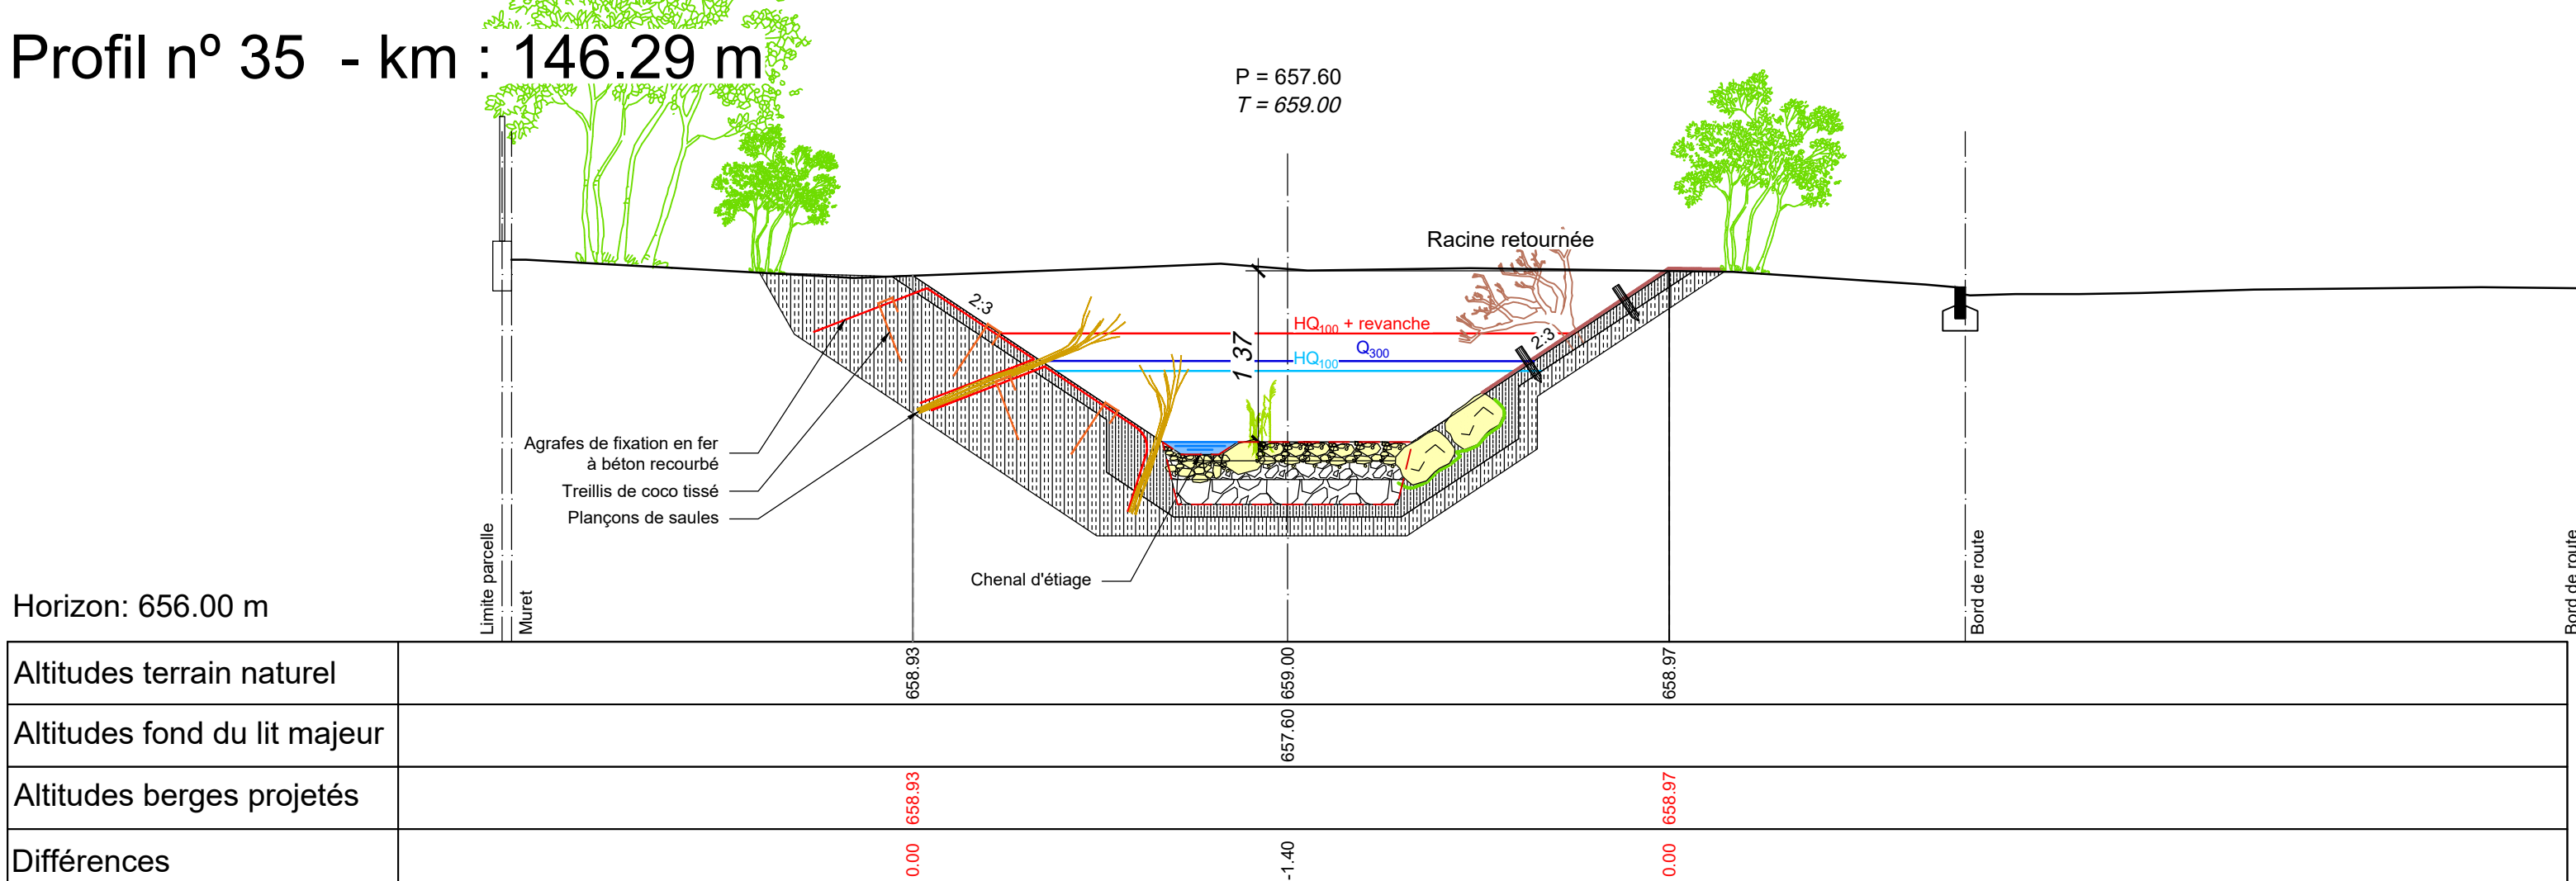 Profil nº 35 - km : 146.29 m
P = 657.60
T = 659.00
Racine retournée
2:3
HQ100 + revanche
Q300
HQ100
2:3
1.37
Agrafes de fixation en fer
à béton recourbé
Treillis de coco tissé
Plançons de saules
Chenal d'étiage
Limite parcelle
Muret
Bord de route
Bord de route
Horizon: 656.00 m
Altitudes terrain naturel 658.93 659.00 658.97
Altitudes fond du lit majeur 657.60
Altitudes berges projetés 658.93 658.97
Différences 0.00 -1.40 0.00